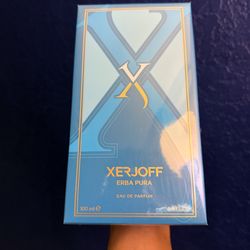 X
XERJOFF
ERBA PURA
EAU DE PARFUM
100 ml ℮